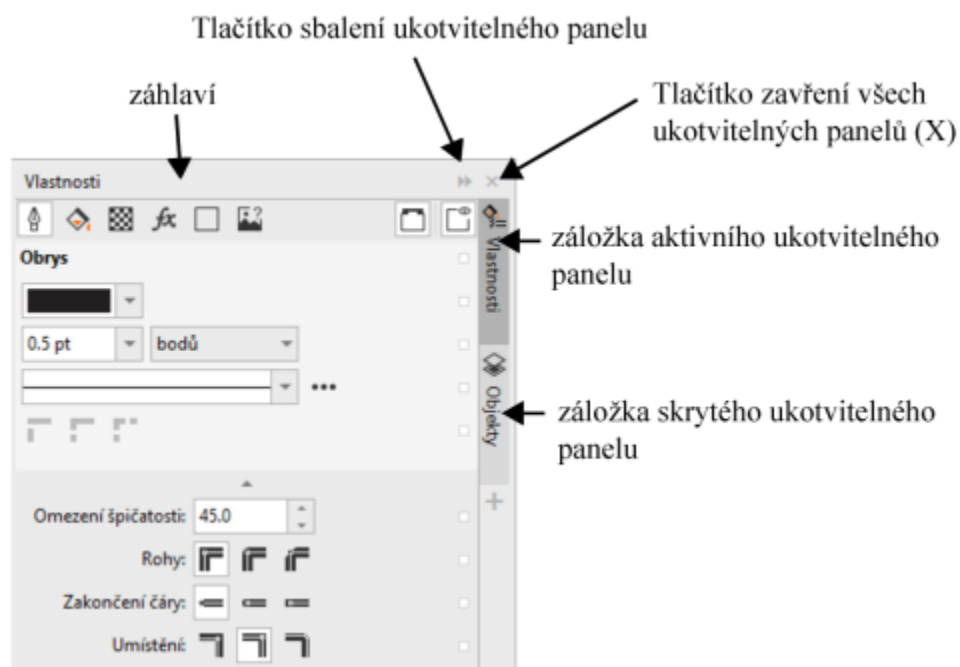 Tlačítko sbalení ukotvitelného panelu
záhlaví
Tlačítko zavření všech
ukotvitelných panelů (X)
Vlastnosti
fx
Vlastnosti
záložka aktivního ukotvitelného
panelu
Obrys
0.5 pt
bodů
Objekty
záložka skrytého ukotvitelného
panelu
Omezení špičatosti: 45.0
Rohy:
Zakončení čáry:
Umístění: